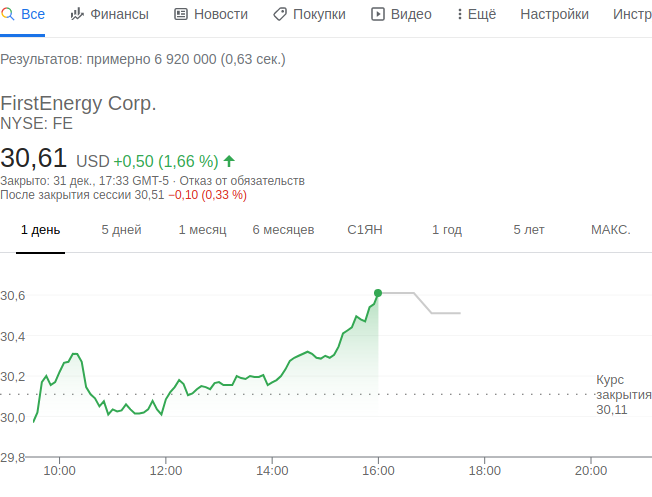 Все Финансы Новости Покупки Видео Ещё Настройки Инстр
Результатов: примерно 6 920 000 (0,63 сек.)
FirstEnergy Corp.
NYSE: FE
30,61 USD +0,50 (1,66 %)
Закрыто: 31 дек., 17:33 GMT-5 · Отказ от обязательств
После закрытия сессии 30,51 −0,10 (0,33 %)
1 день 5 дней 1 месяц 6 месяцев С1ЯН 1 год 5 лет МАКС.
30,6
30,4
30,2
Курс
закрытия
30,11
30,0
29,8
10:00 12:00 14:00 16:00 18:00 20:00